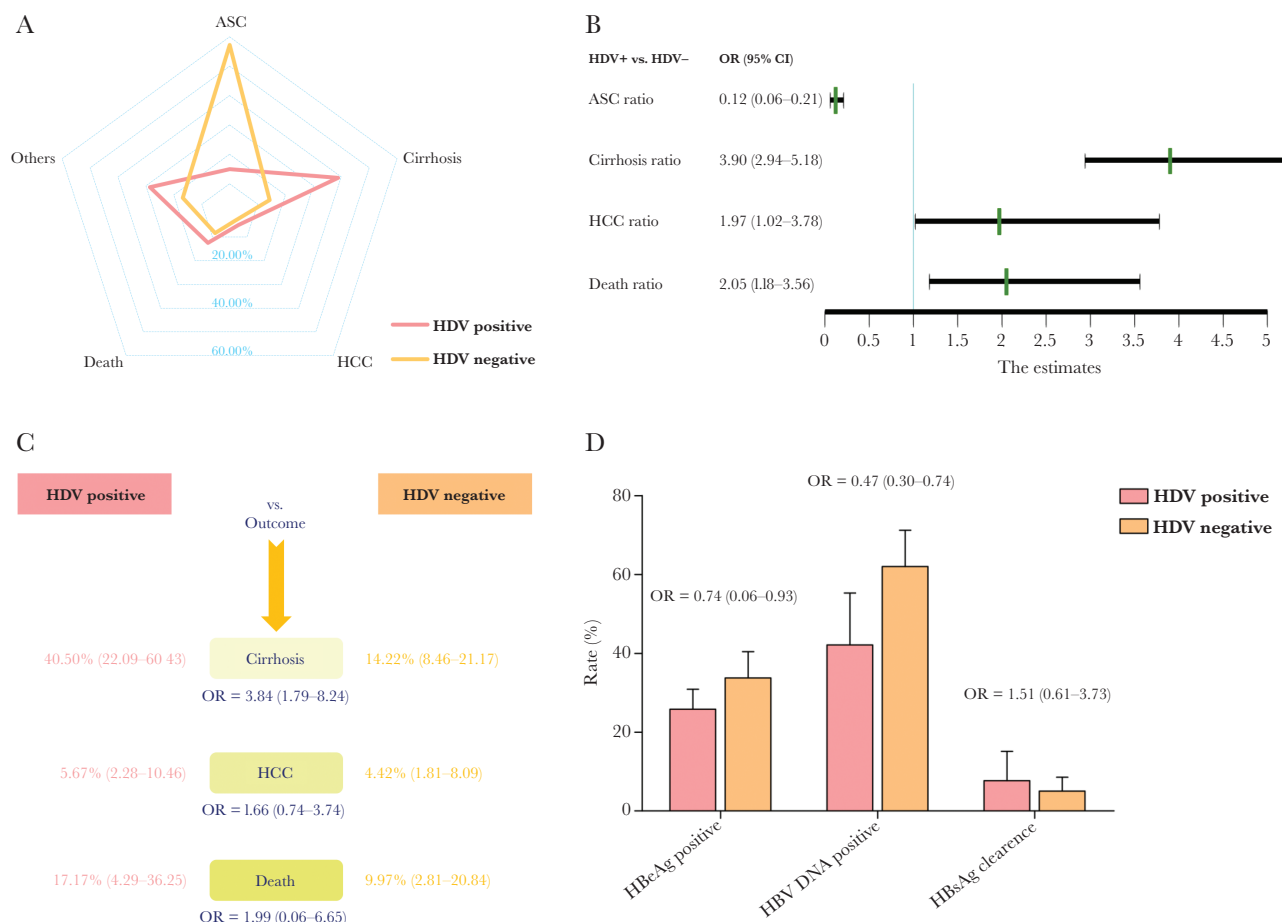 A
ASC
Others
Cirrhosis
20.00%
40.00%
60.00%
Death
HCC
HDV positive
HDV negative
B
HDV+ vs. HDV–
OR (95% CI)
ASC ratio
0.12 (0.06–0.21)
Cirrhosis ratio
3.90 (2.94–5.18)
HCC ratio
1.97 (1.02–3.78)
Death ratio
2.05 (l.l8–3.56)
0 0.5 1 1.5 2 2.5 3 3.5 4 4.5 5
The estimates
C
HDV positive
HDV negative
vs.
Outcome
40.50% (22.09–60 43)
Cirrhosis
14.22% (8.46–21.17)
OR = 3.84 (1.79–8.24)
5.67% (2.28–10.46)
HCC
4.42% (1.81–8.09)
OR = l.66 (0.74–3.74)
17.17% (4.29–36.25)
Death
9.97% (2.81–20.84)
OR = 1.99 (0.06–6.65)
D
Rate (%)
80
60
40
20
0
OR = 0.74 (0.06–0.93)
OR = 0.47 (0.30–0.74)
OR = 1.51 (0.61–3.73)
HDV positive
HDV negative
HBeAg positive
HBV DNA positive
HBsAg clearence